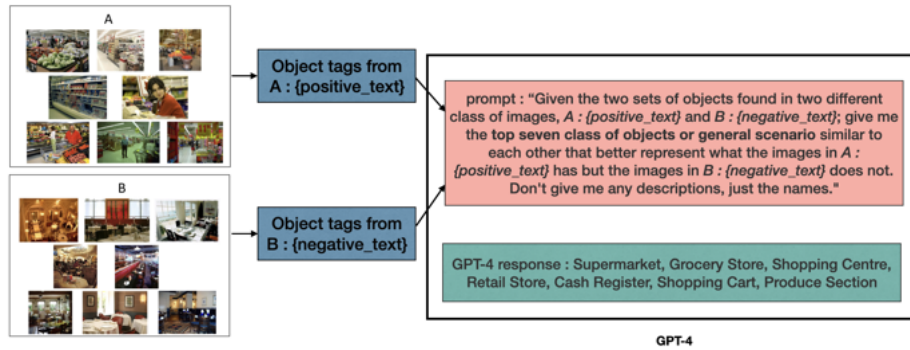 A
Object tags from
A : {positive_text}
prompt : "Given the two sets of objects found in two different
class of images, A : {positive_text} and B : {negative_text}; give me
the top seven class of objects or general scenario similar to
each other that better represent what the images in A :
{positive_text} has but the images in B : {negative_text} does not.
Don't give me any descriptions, just the names."
B
Object tags from
B : {negative_text}
GPT-4 response : Supermarket, Grocery Store, Shopping Centre,
Retail Store, Cash Register, Shopping Cart, Produce Section
GPT-4